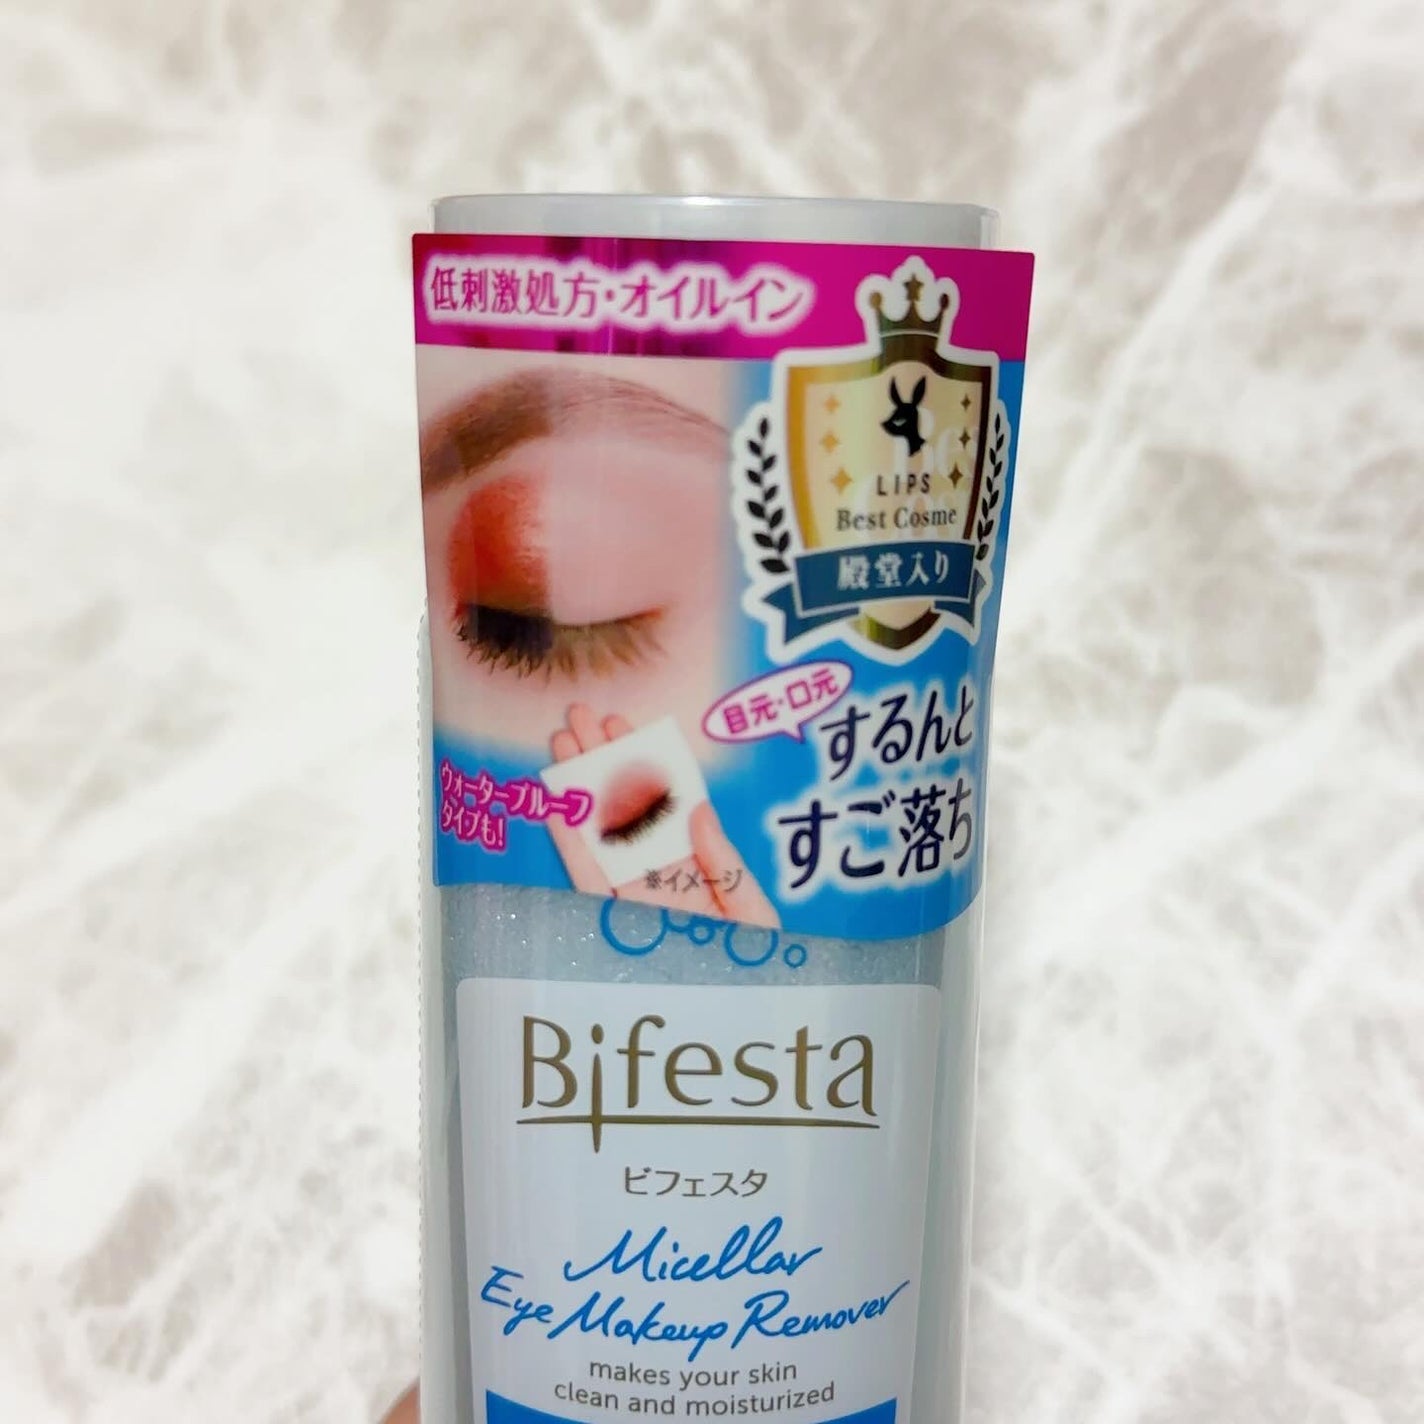 低刺激処方・オイルイン
LIPS
Best Cosme
殿堂入り
目元・口元
するんと
すご落ち
ウォータープルーフ
タイプも!
※イメージ
Bifesta
ビフェスタ
Micellar
Eye Makeup Remover
makes your skin
clean and moisturized